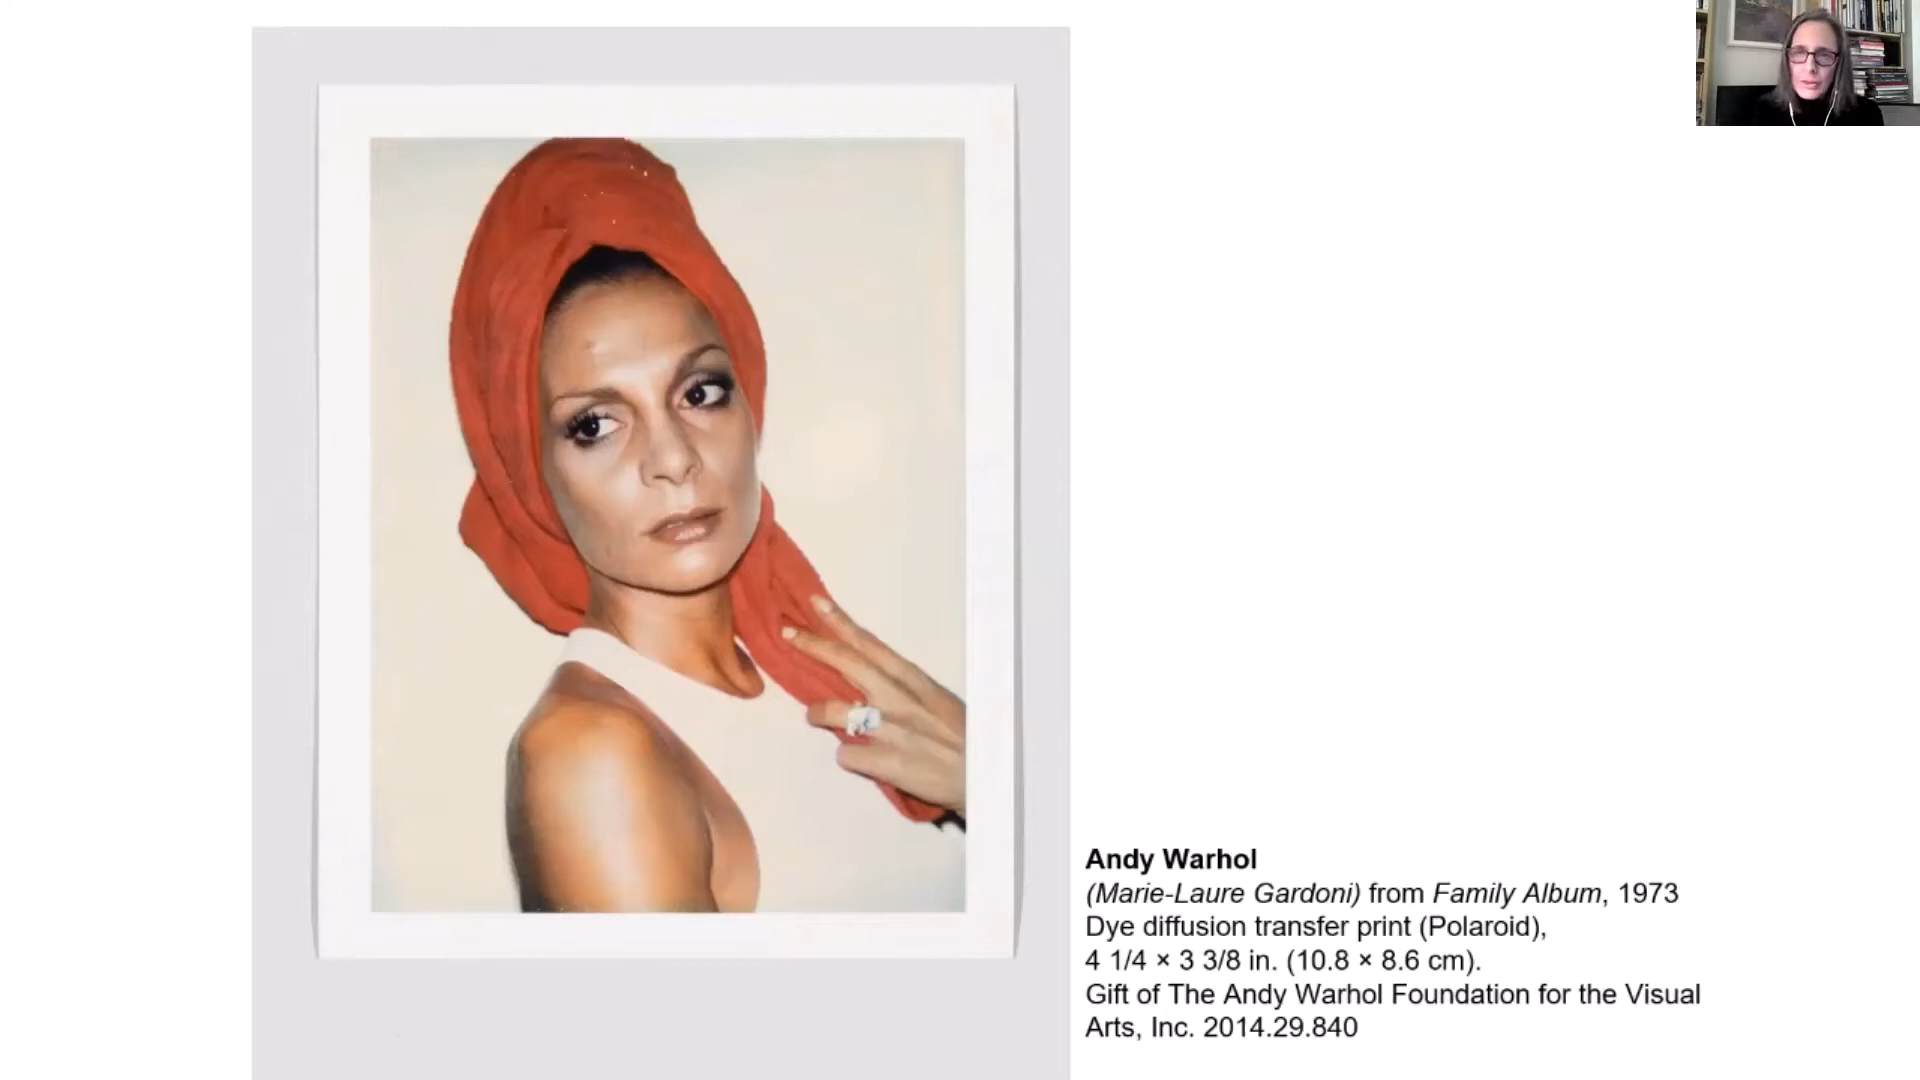 Andy Warhol
(Marie-Laure Gardoni) from Family Album, 1973
Dye diffusion transfer print (Polaroid),
4 1/4 × 3 3/8 in. (10.8 × 8.6 cm).
Gift of The Andy Warhol Foundation for the Visual
Arts, Inc. 2014.29.840